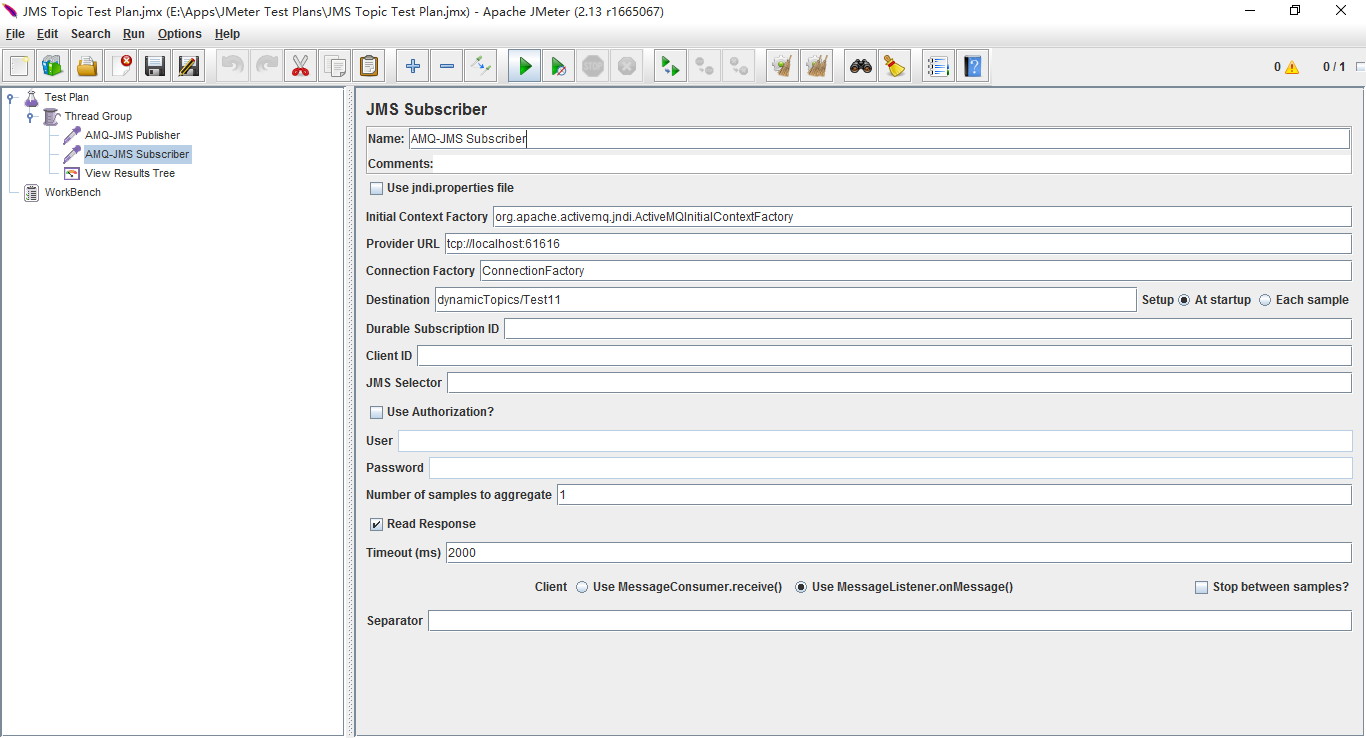 JMS Topic Test Plan.jmx (E:\Apps\JMeter Test Plans\JMS Topic Test Plan.jmx) - Apache JMeter (2.13 r1665067)
File Edit Search Run Options Help
STOP
0 0 / 1
Test Plan
Thread Group
AMQ-JMS Publisher
AMQ-JMS Subscriber
View Results Tree
WorkBench
JMS Subscriber
Name: AMQ-JMS Subscriber
Comments:
Use jndi.properties file
Initial Context Factory org.apache.activemq.jndi.ActiveMQInitialContextFactory
Provider URL tcp://localhost:61616
Connection Factory ConnectionFactory
Destination dynamicTopics/Test11 Setup At startup Each sample
Durable Subscription ID
Client ID
JMS Selector
Use Authorization?
User
Password
Number of samples to aggregate 1
Read Response
Timeout (ms) 2000
Client Use MessageConsumer.receive() Use MessageListener.onMessage() Stop between samples?
Separator